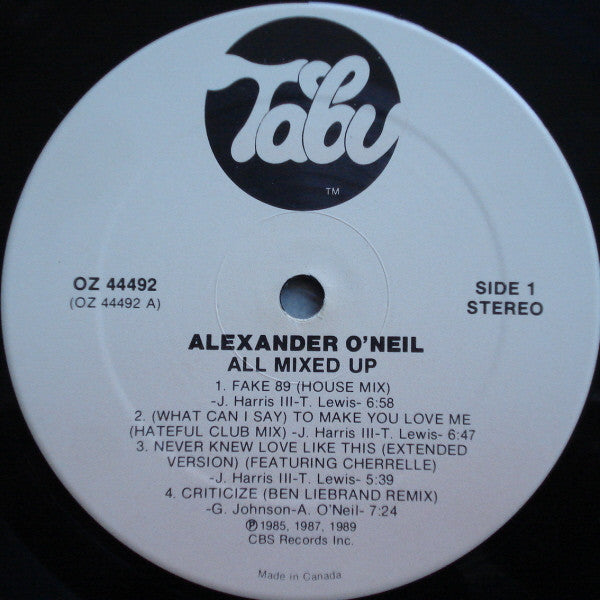 Tabu
TM
OZ 44492
(OZ 44492 A)
SIDE 1
STEREO
ALEXANDER O'NEIL
ALL MIXED UP
1. FAKE 89 (HOUSE MIX)
-J. Harris III-T. Lewis- 6:58
2. (WHAT CAN I SAY) TO MAKE YOU LOVE ME
(HATEFUL CLUB MIX) -J. Harris III-T. Lewis- 6:47
3. NEVER KNEW LOVE LIKE THIS (EXTENDED
VERSION) (FEATURING CHERRELLE)
-J. Harris III-T. Lewis- 5:39
4. CRITICIZE (BEN LIEBRAND REMIX)
-G. Johnson-A. O'Neil- 7:24
℗ 1985, 1987, 1989
CBS Records Inc.
Made in Canada